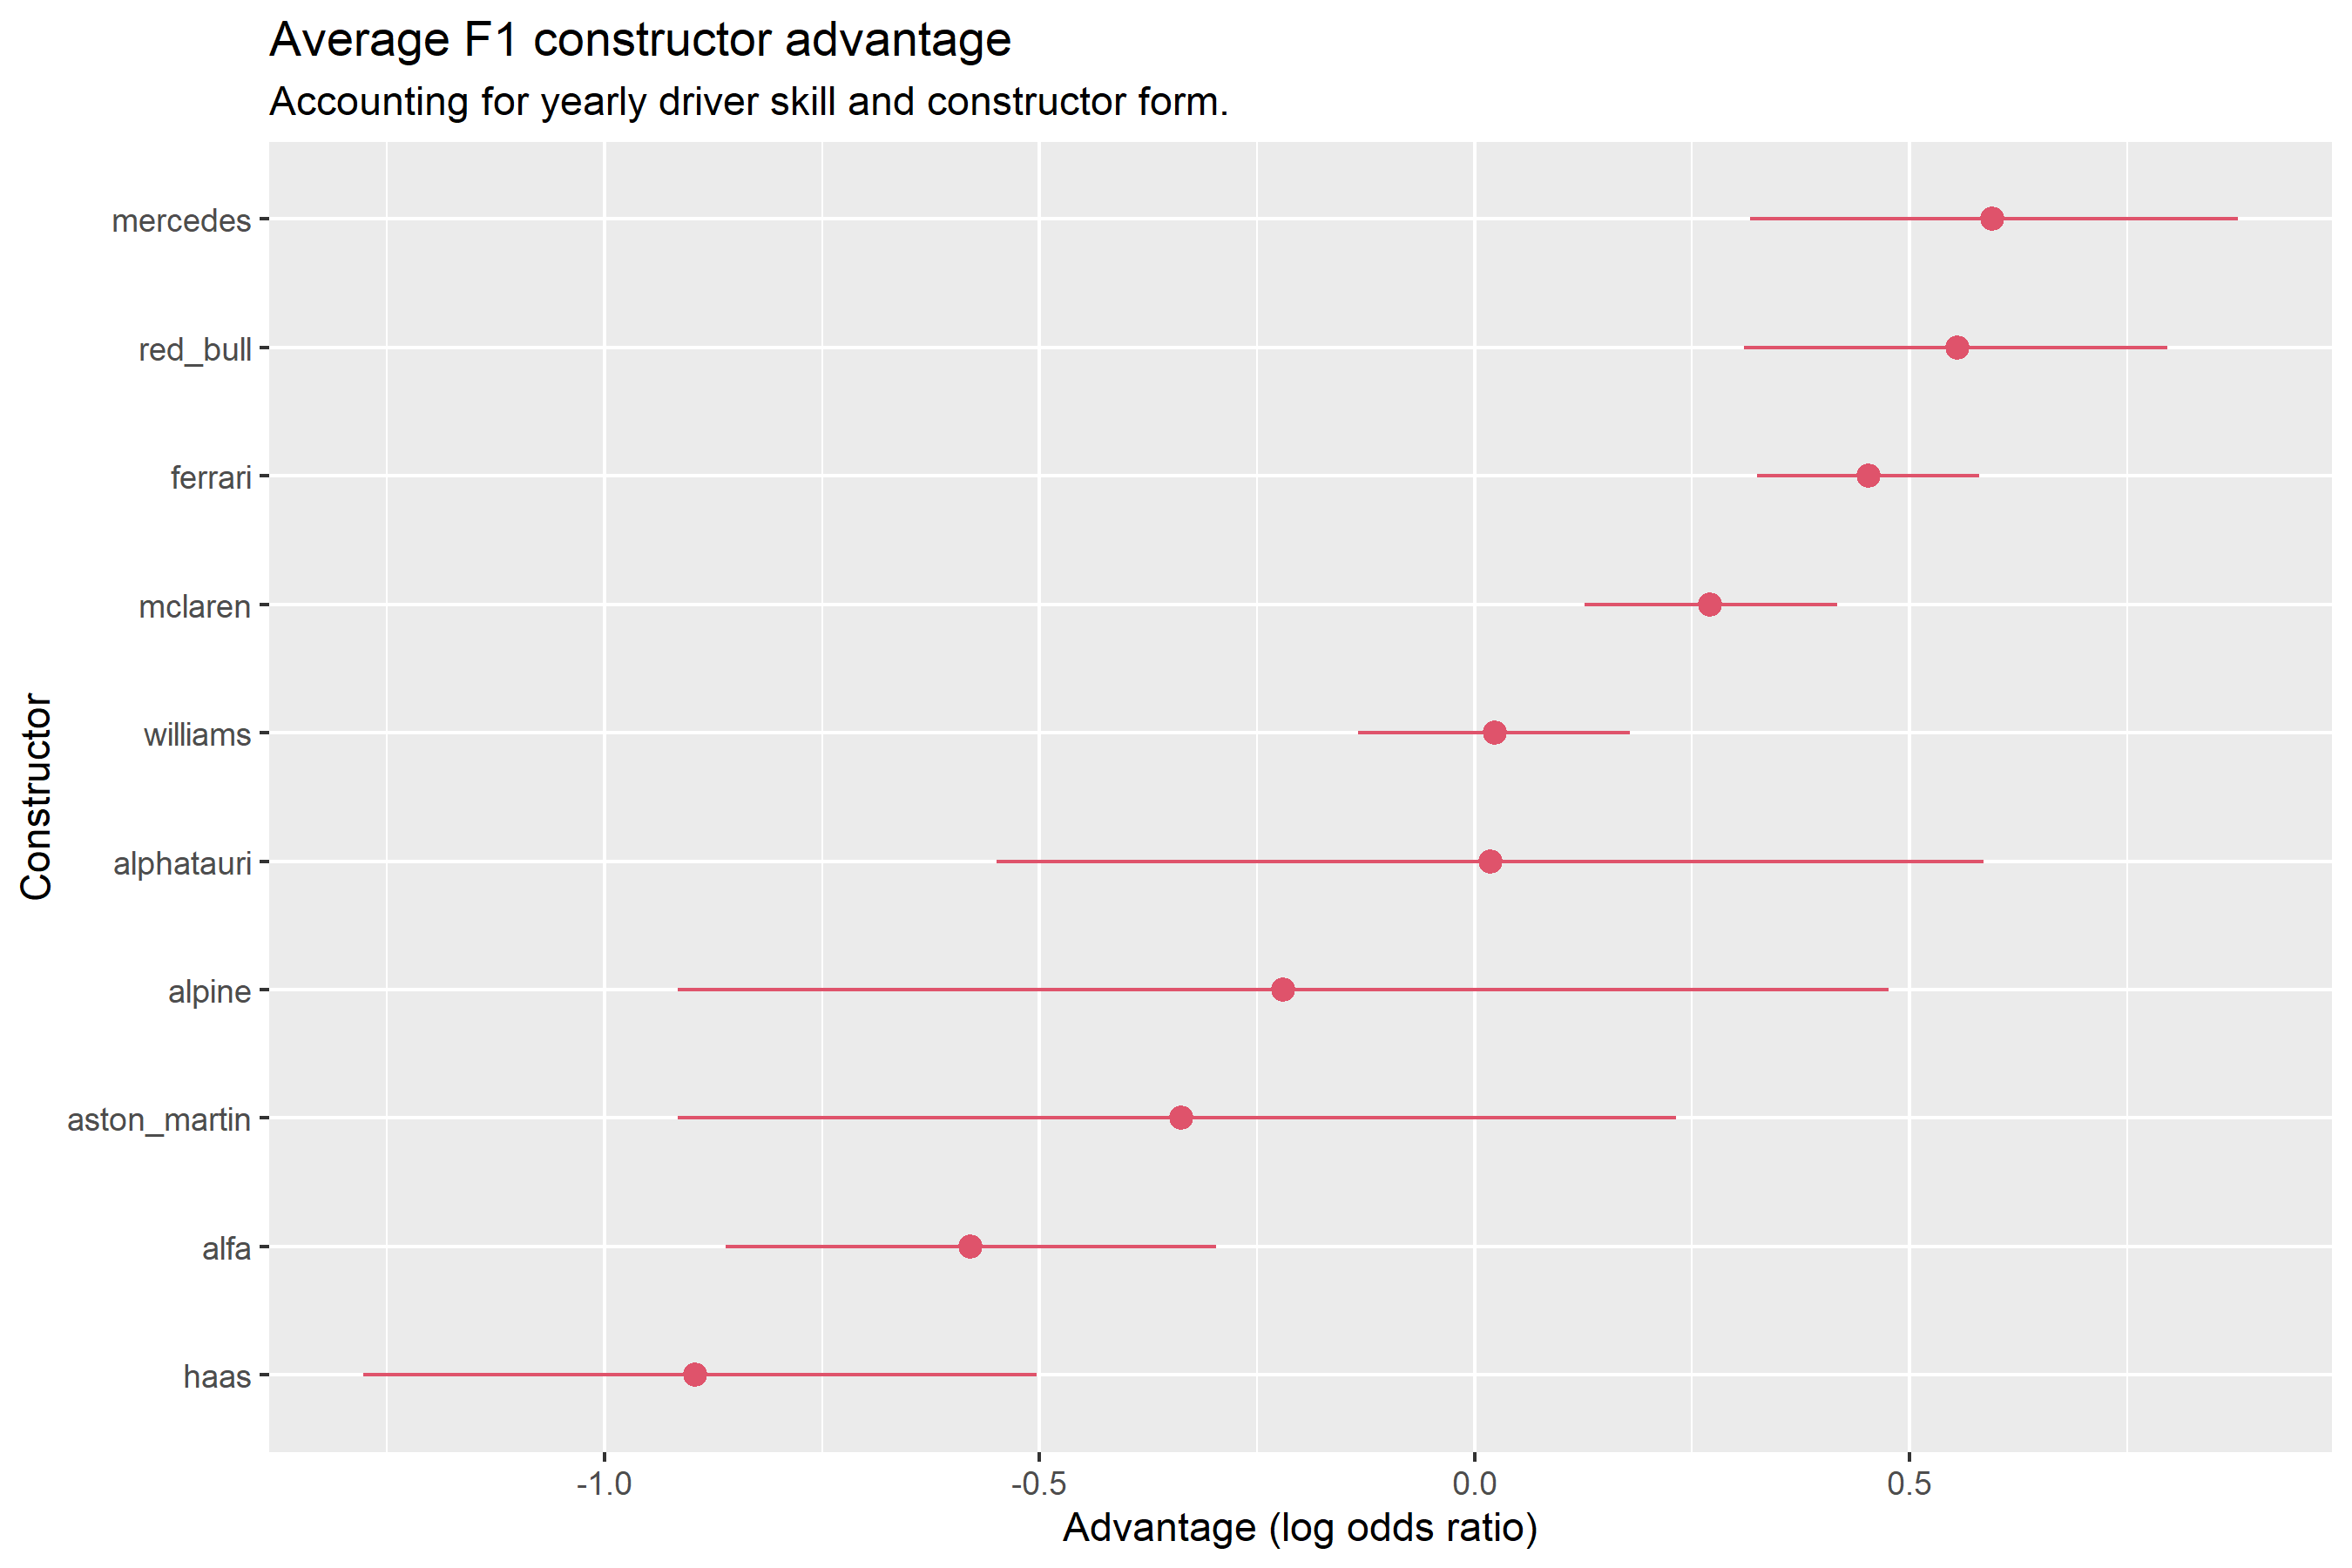 Average F1 constructor advantage
Accounting for yearly driver skill and constructor form.
mercedes
red_bull
ferrari
mclaren
williams
alphatauri
alpine
aston_martin
alfa
haas
Constructor
-1.0
-0.5
0.0
0.5
Advantage (log odds ratio)